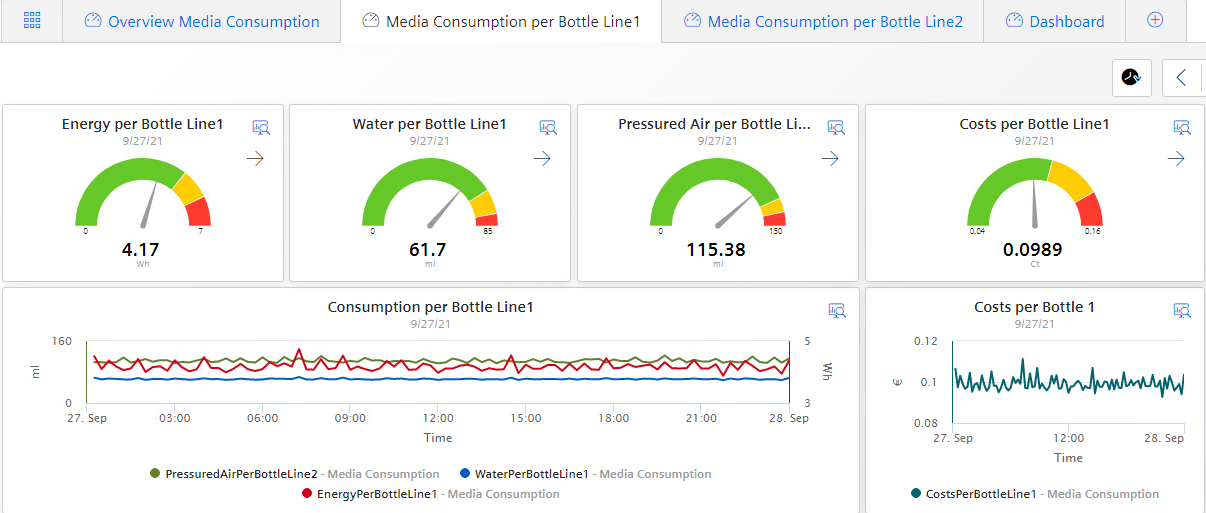 Overview Media Consumption
Media Consumption per Bottle Line1
Media Consumption per Bottle Line2
Dashboard
Energy per Bottle Line1
9/27/21
0
7
4.17
Wh
Water per Bottle Line1
9/27/21
0
85
61.7
ml
Pressured Air per Bottle Li...
9/27/21
0
150
115.38
ml
Costs per Bottle Line1
9/27/21
0.04
0.16
0.0989
Ct
Consumption per Bottle Line1
9/27/21
160
ml
0
5
Wh
3
27. Sep
03:00
06:00
09:00
12:00
15:00
18:00
21:00
28. Sep
Time
PressuredAirPerBottleLine2 - Media Consumption
WaterPerBottleLine1 - Media Consumption
EnergyPerBottleLine1 - Media Consumption
Costs per Bottle 1
9/27/21
0.12
€
0.1
0.08
27. Sep
12:00
28. Sep
Time
CostsPerBottleLine1 - Media Consumption